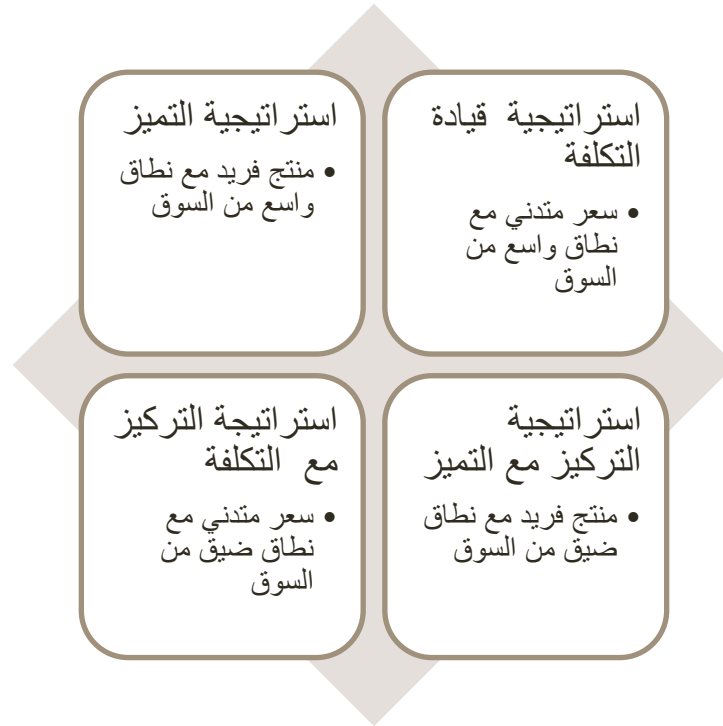 استراتيجية قيادة
التكلفة
• سعر متدني مع
نطاق واسع من
السوق
استراتيجية التميز
• منتج فريد مع نطاق
واسع من السوق
استراتيجية
التركيز مع التميز
• منتج فريد مع نطاق
ضيق من السوق
استراتيجة التركيز
مع التكلفة
• سعر متدني مع
نطاق ضيق من
السوق